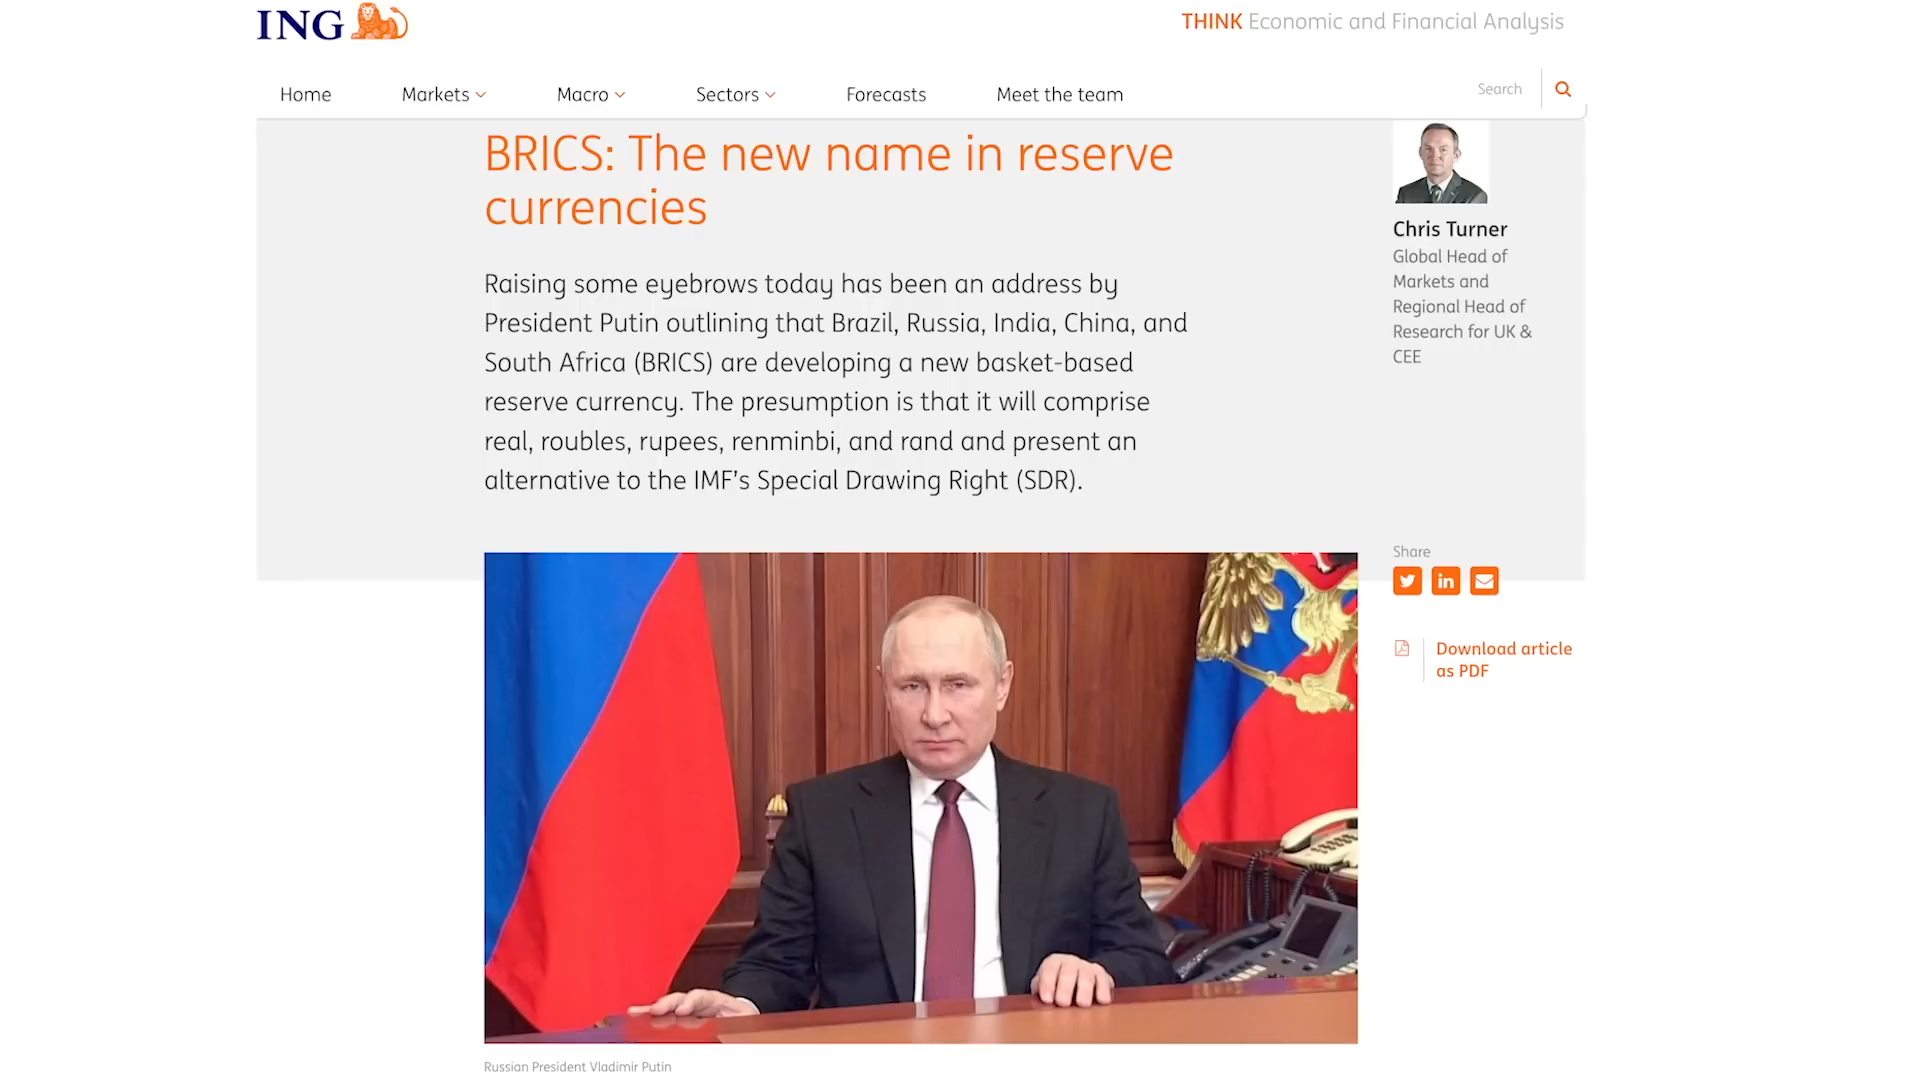 ING
THINK Economic and Financial Analysis
Home
Markets
Macro
Sectors
Forecasts
Meet the team
Search
BRICS: The new name in reserve
currencies
Raising some eyebrows today has been an address by
President Putin outlining that Brazil, Russia, India, China, and
South Africa (BRICS) are developing a new basket-based
reserve currency. The presumption is that it will comprise
real, roubles, rupees, renminbi, and rand and present an
alternative to the IMF’s Special Drawing Right (SDR).
Chris Turner
Global Head of
Markets and
Regional Head of
Research for UK &
CEE
Share
Download article
as PDF
Russian President Vladimir Putin